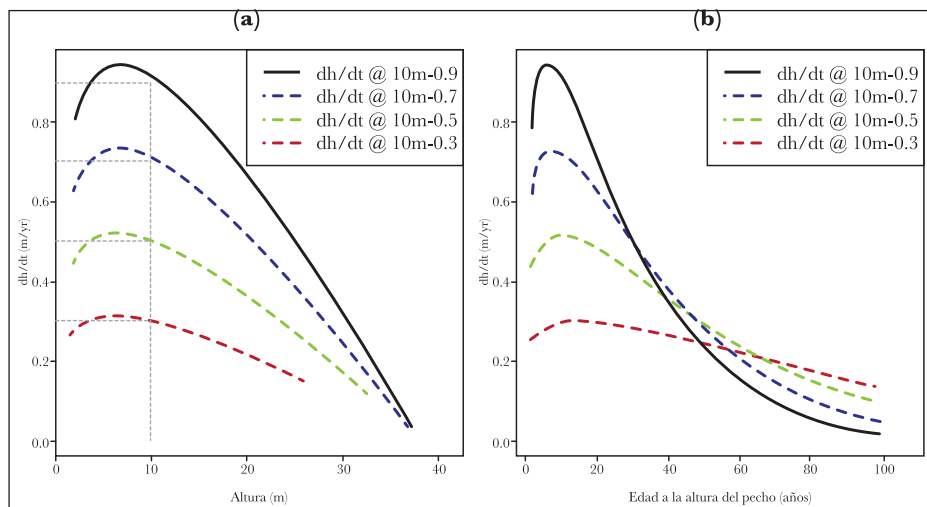 (a)
dh/dt @ 10m-0.9
dh/dt @ 10m-0.7
dh/dt @ 10m-0.5
dh/dt @ 10m-0.3
dh/dt (m/yr)
0.8
0.6
0.4
0.2
0.0
0
10
20
30
40
Altura (m)
(b)
dh/dt @ 10m-0.9
dh/dt @ 10m-0.7
dh/dt @ 10m-0.5
dh/dt @ 10m-0.3
dh/dt (m/yr)
0.8
0.6
0.4
0.2
0.0
0
20
40
60
80
100
Edad a la altura del pecho (años)